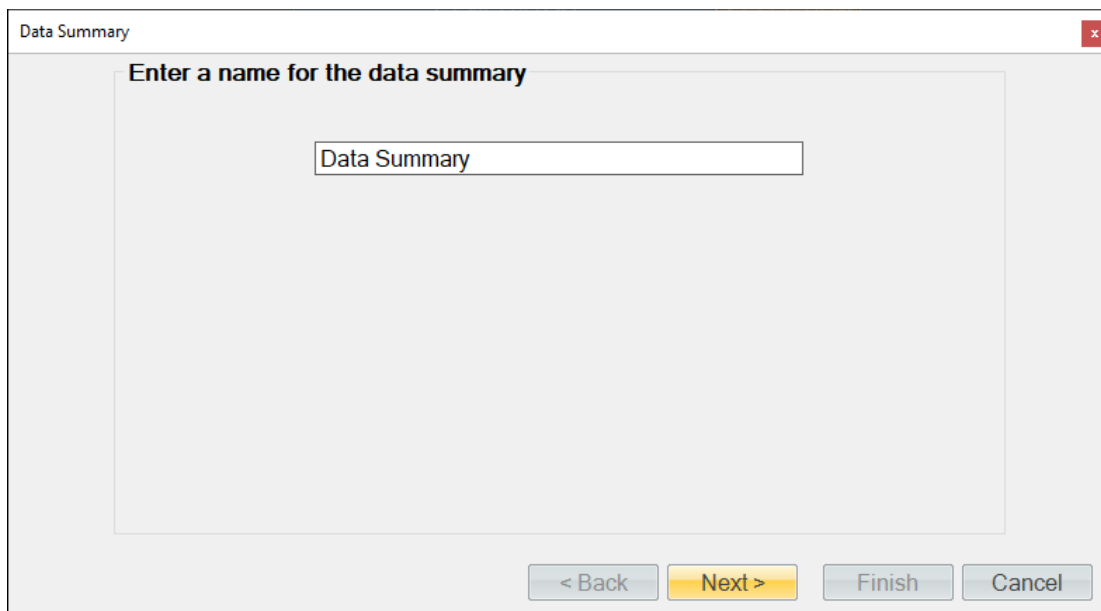 Data Summary
x
Enter a name for the data summary
Data Summary
< Back Next > Finish Cancel